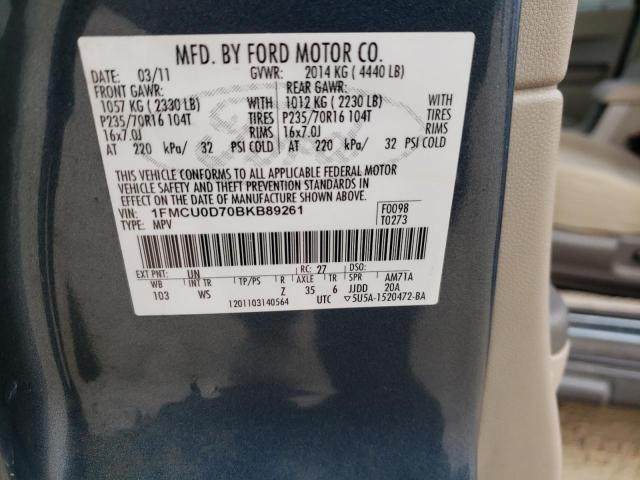 MFD. BY FORD MOTOR CO.
DATE: 03/11 GVWR: 2014 KG ( 4440 LB)
FRONT GAWR: REAR GAWR:
1057 KG ( 2330 LB) WITH 1012 KG ( 2230 LB) WITH
P235/70R16 104T TIRES P235/70R16 104T TIRES
16x7.0J RIMS 16x7.0J RIMS
AT 220 kPa/ 32 PSI COLD AT 220 kPa/ 32 PSI COLD
THIS VEHICLE CONFORMS TO ALL APPLICABLE FEDERAL MOTOR
VEHICLE SAFETY AND THEFT PREVENTION STANDARDS IN
EFFECT ON THE DATE OF MANUFACTURE SHOWN ABOVE.
VIN: 1FMCU0D70BKB89261 F0098
TYPE: MPV T0273
EXT PNT: UN RC: 27 DSO:
WB INT TR TP/PS R AXLE TR SPR AM71A
103 WS Z 35 6 JJDD 20A
1201103140564 UTC ▽5U5A-1520472-BA
Ford